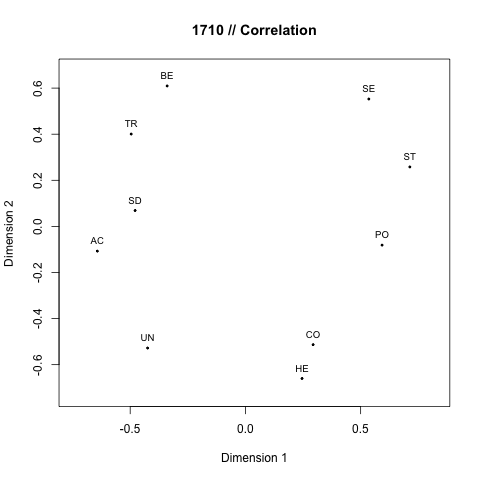 1710 // Correlation
BE
SE
TR
ST
SD
AC
PO
UN
CO
HE
Dimension 2
0.6
0.4
0.2
0.0
-0.2
-0.4
-0.6
-0.5
0.0
0.5
Dimension 1